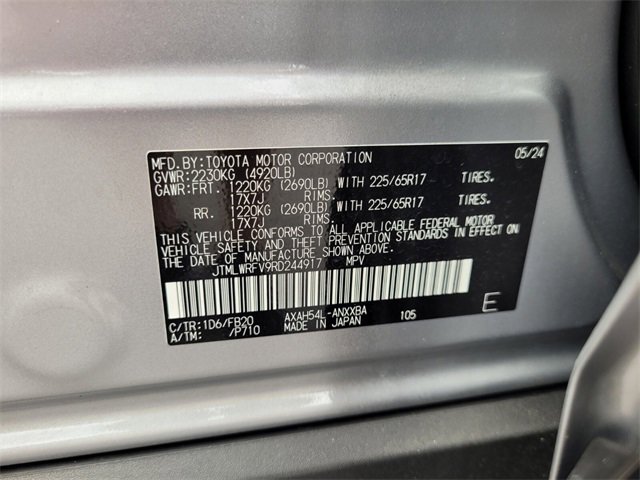 MFD.BY:TOYOTA MOTOR CORPORATION 05/24
GVWR:2230KG (4920LB)
GAWR:FRT. 1220KG (2690LB) WITH 225/65R17 TIRES.
17X7J RIMS.
RR. 1220KG (2690LB) WITH 225/65R17 TIRES.
17X7J RIMS.
THIS VEHICLE CONFORMS TO ALL APPLICABLE FEDERAL MOTOR
VEHICLE SAFETY AND THEFT PREVENTION STANDARDS IN EFFECT ON
THE DATE OF MANUFACTURE SHOWN ABOVE.
JTMLWRFV9RD244917 MPV
C/TR:1D6/FB20 AXAH54L-ANXXBA 105 E
A/TM: /P710 MADE IN JAPAN